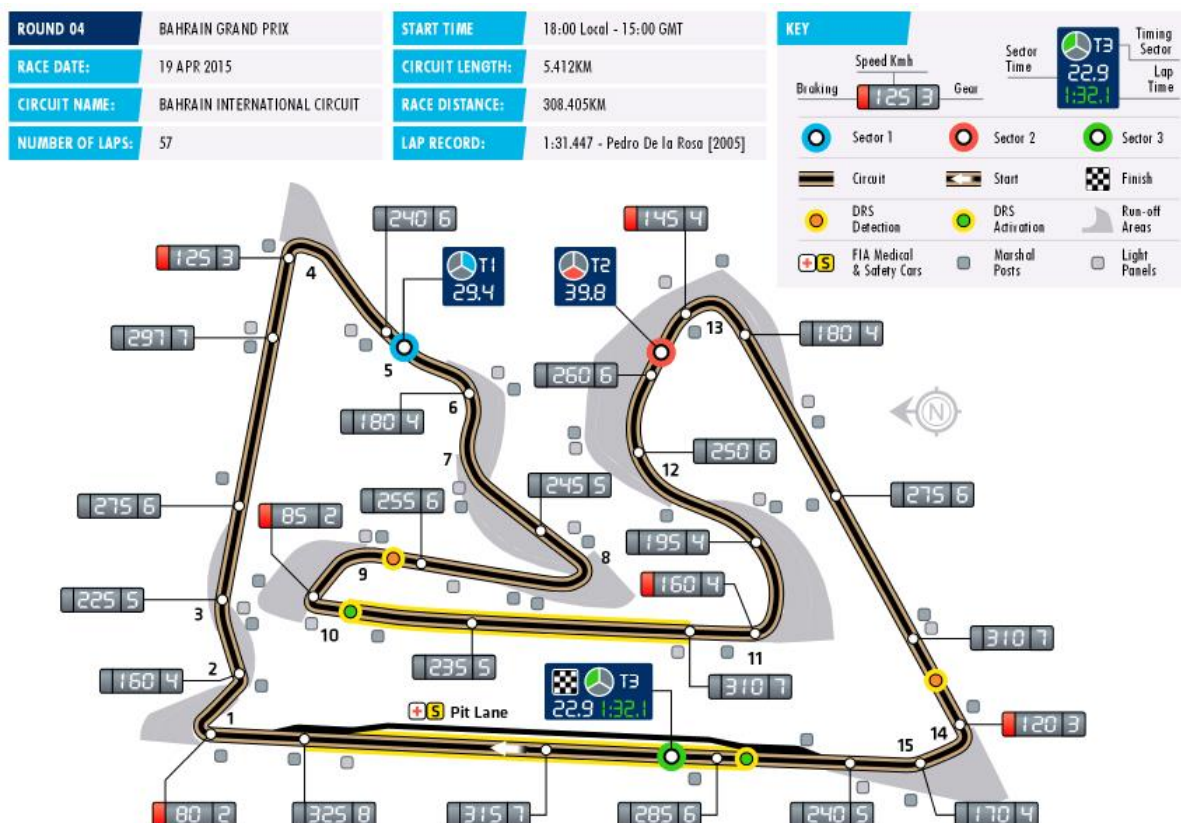 ROUND 04 BAHRAIN GRAND PRIX
RACE DATE: 19 APR 2015
CIRCUIT NAME: BAHRAIN INTERNATIONAL CIRCUIT
NUMBER OF LAPS: 57
START TIME 18:00 Local - 15:00 GMT
CIRCUIT LENGTH: 5.412KM
RACE DISTANCE: 308.405KM
LAP RECORD: 1:31.447 - Pedro De la Rosa [2005]
KEY
Speed Kmh
Braking 125 3 Gear
Sector Time
T3
22.9
1:32.1
Timing Sector
Lap Time
Sector 1 Sector 2 Sector 3
Circuit Start Finish
DRS Detection DRS Activation Run-off Areas
+ S FIA Medical & Safety Cars Marshal Posts Light Panels
N
240 6
145 4
125 3
4
T1
29.4
T2
39.8
13
297 7
180 4
5
260 6
6
180 4
7
12
250 6
245 5
255 6
275 6
275 6
85 2
8
195 4
9
160 4
225 5
3
10
11
310 7
235 5
2
160 4
310 7
T3
22.9 1:32.1
+ S Pit Lane
1
14
120 3
15
80 2
325 8
315 7
285 6
240 5
170 4